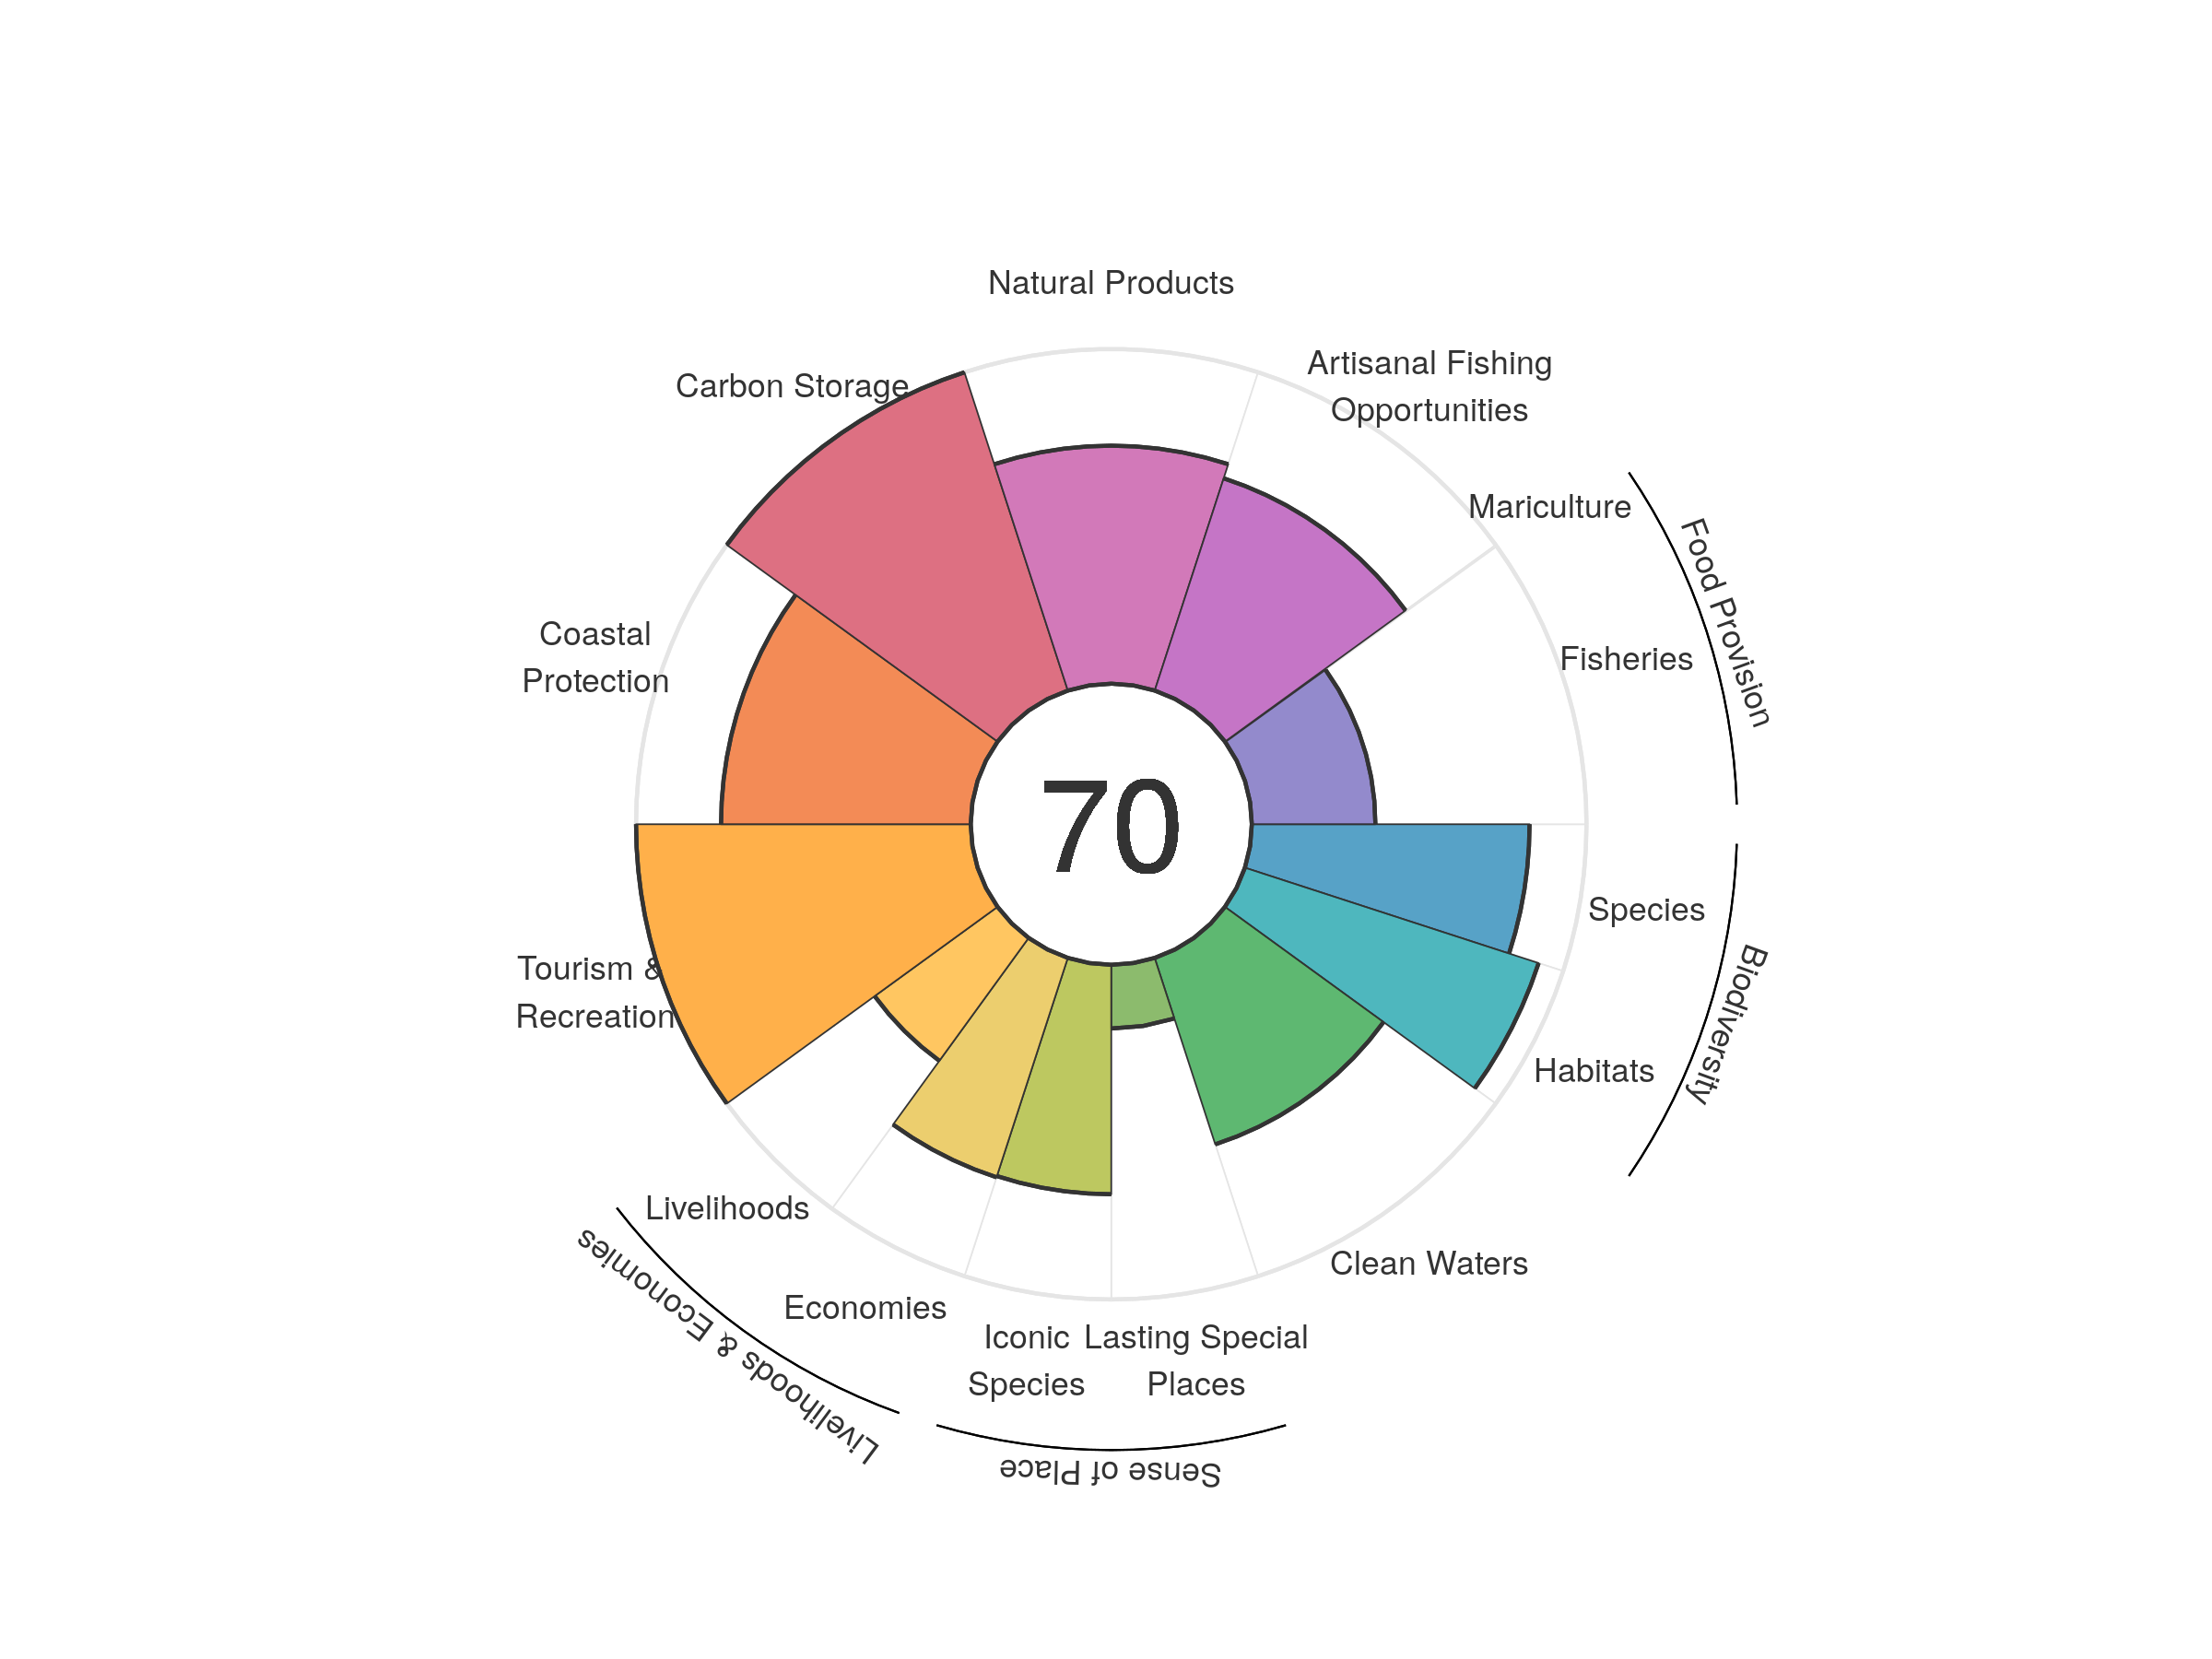 Natural Products
Artisanal Fishing
Opportunities
Carbon Storage
Mariculture
Food Provision
Fisheries
Coastal
Protection
70
Species
Biodiversity
Tourism &
Recreation
Habitats
Livelihoods
Clean Waters
Livelihoods & Economies
Economies
Iconic
Species
Lasting Special
Places
Sense of Place